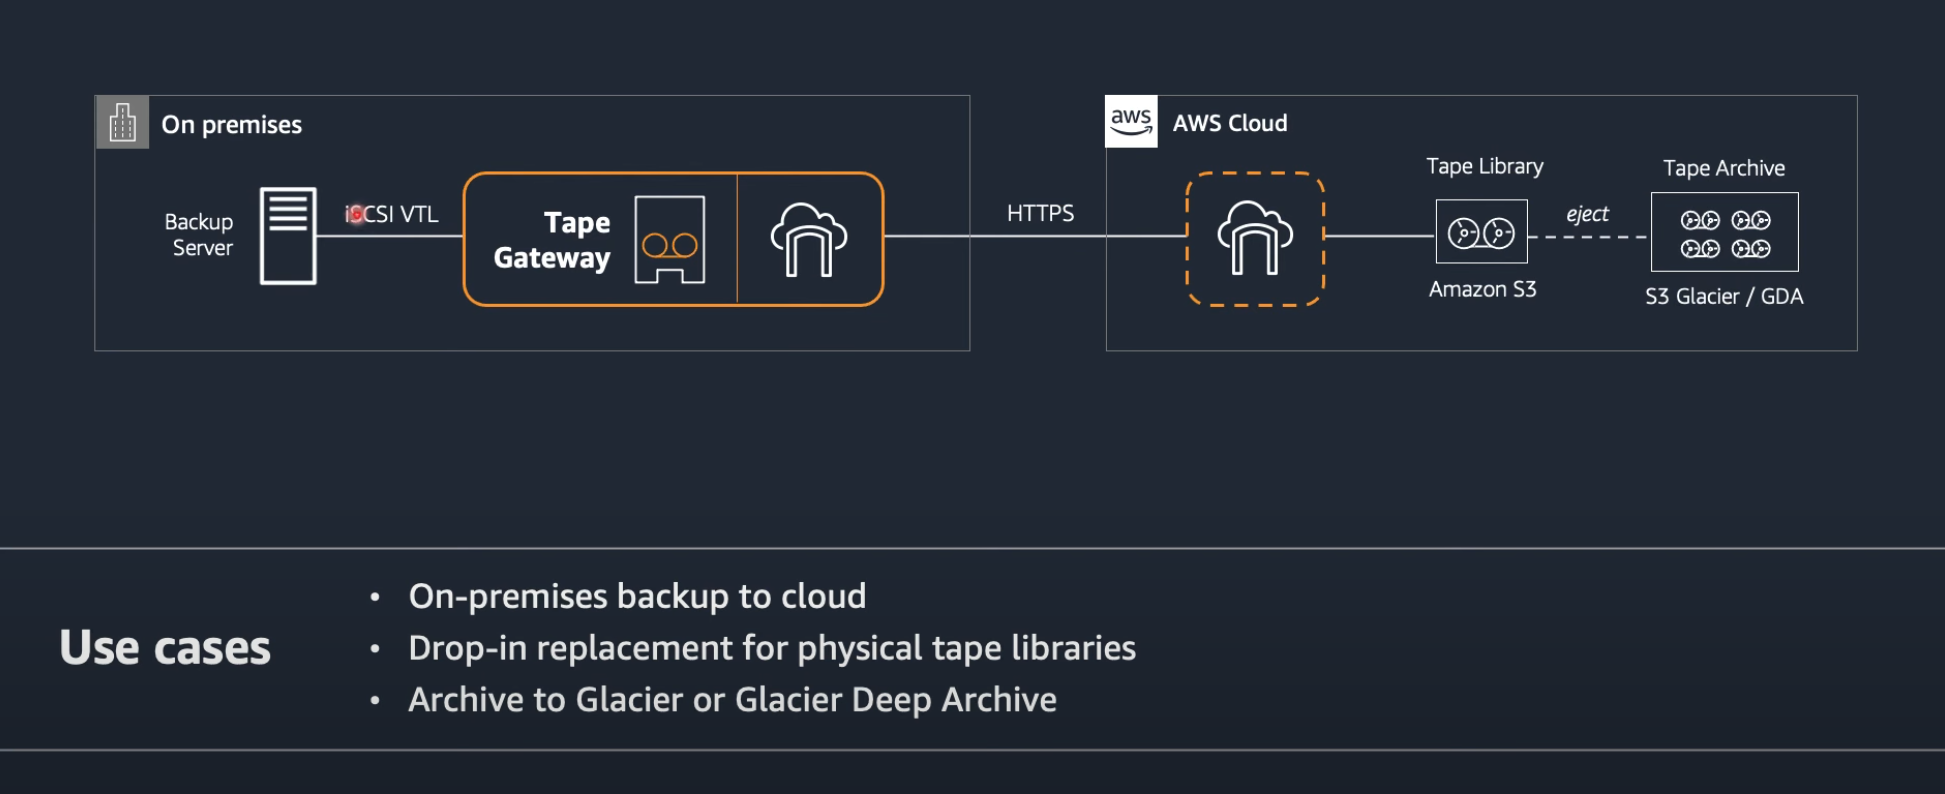 On premises
Backup
Server
iSCSI VTL
Tape
Gateway
HTTPS
aws
AWS Cloud
Tape Library
Amazon S3
eject
Tape Archive
S3 Glacier / GDA
Use cases
• On-premises backup to cloud
• Drop-in replacement for physical tape libraries
• Archive to Glacier or Glacier Deep Archive